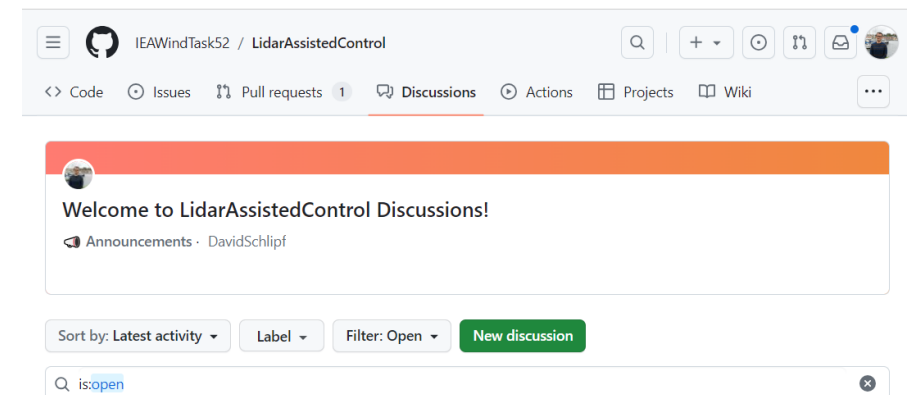 IEAWindTask52 / LidarAssistedControl
<> Code Issues Pull requests 1 Discussions Actions Projects Wiki ...
Welcome to LidarAssistedControl Discussions!
Announcements · DavidSchlipf
Sort by: Latest activity Label Filter: Open New discussion
is:open